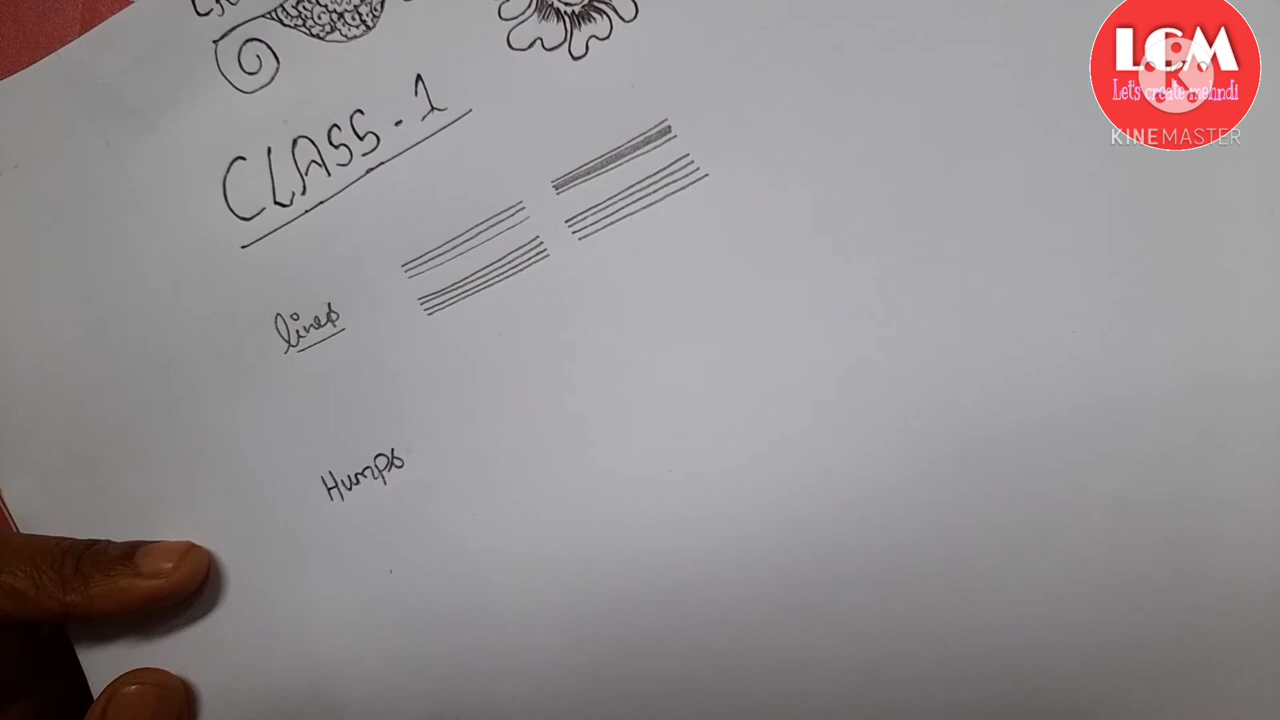 CLASS - 1
lines
Humps
LCM
Let's create mehndi
KINEMASTER